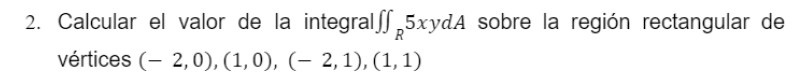 2. Calcular el valor de la integral∬_R 5xydA sobre la región rectangular de
vértices (− 2, 0), (1, 0), (− 2, 1), (1, 1)